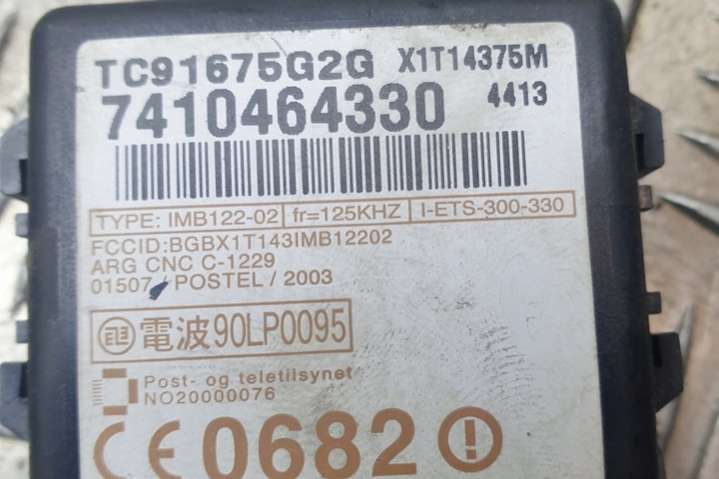 TC91675G2G X1T14375M
7410464330 4413
TYPE: IMB122-02 fr=125KHZ I-ETS-300-330
FCCID:BGBX1T143IMB12202
ARG CNC C-1229
01507 / POSTEL / 2003
電波90LP0095
Post- og teletilsynet
NO20000076
CE0682